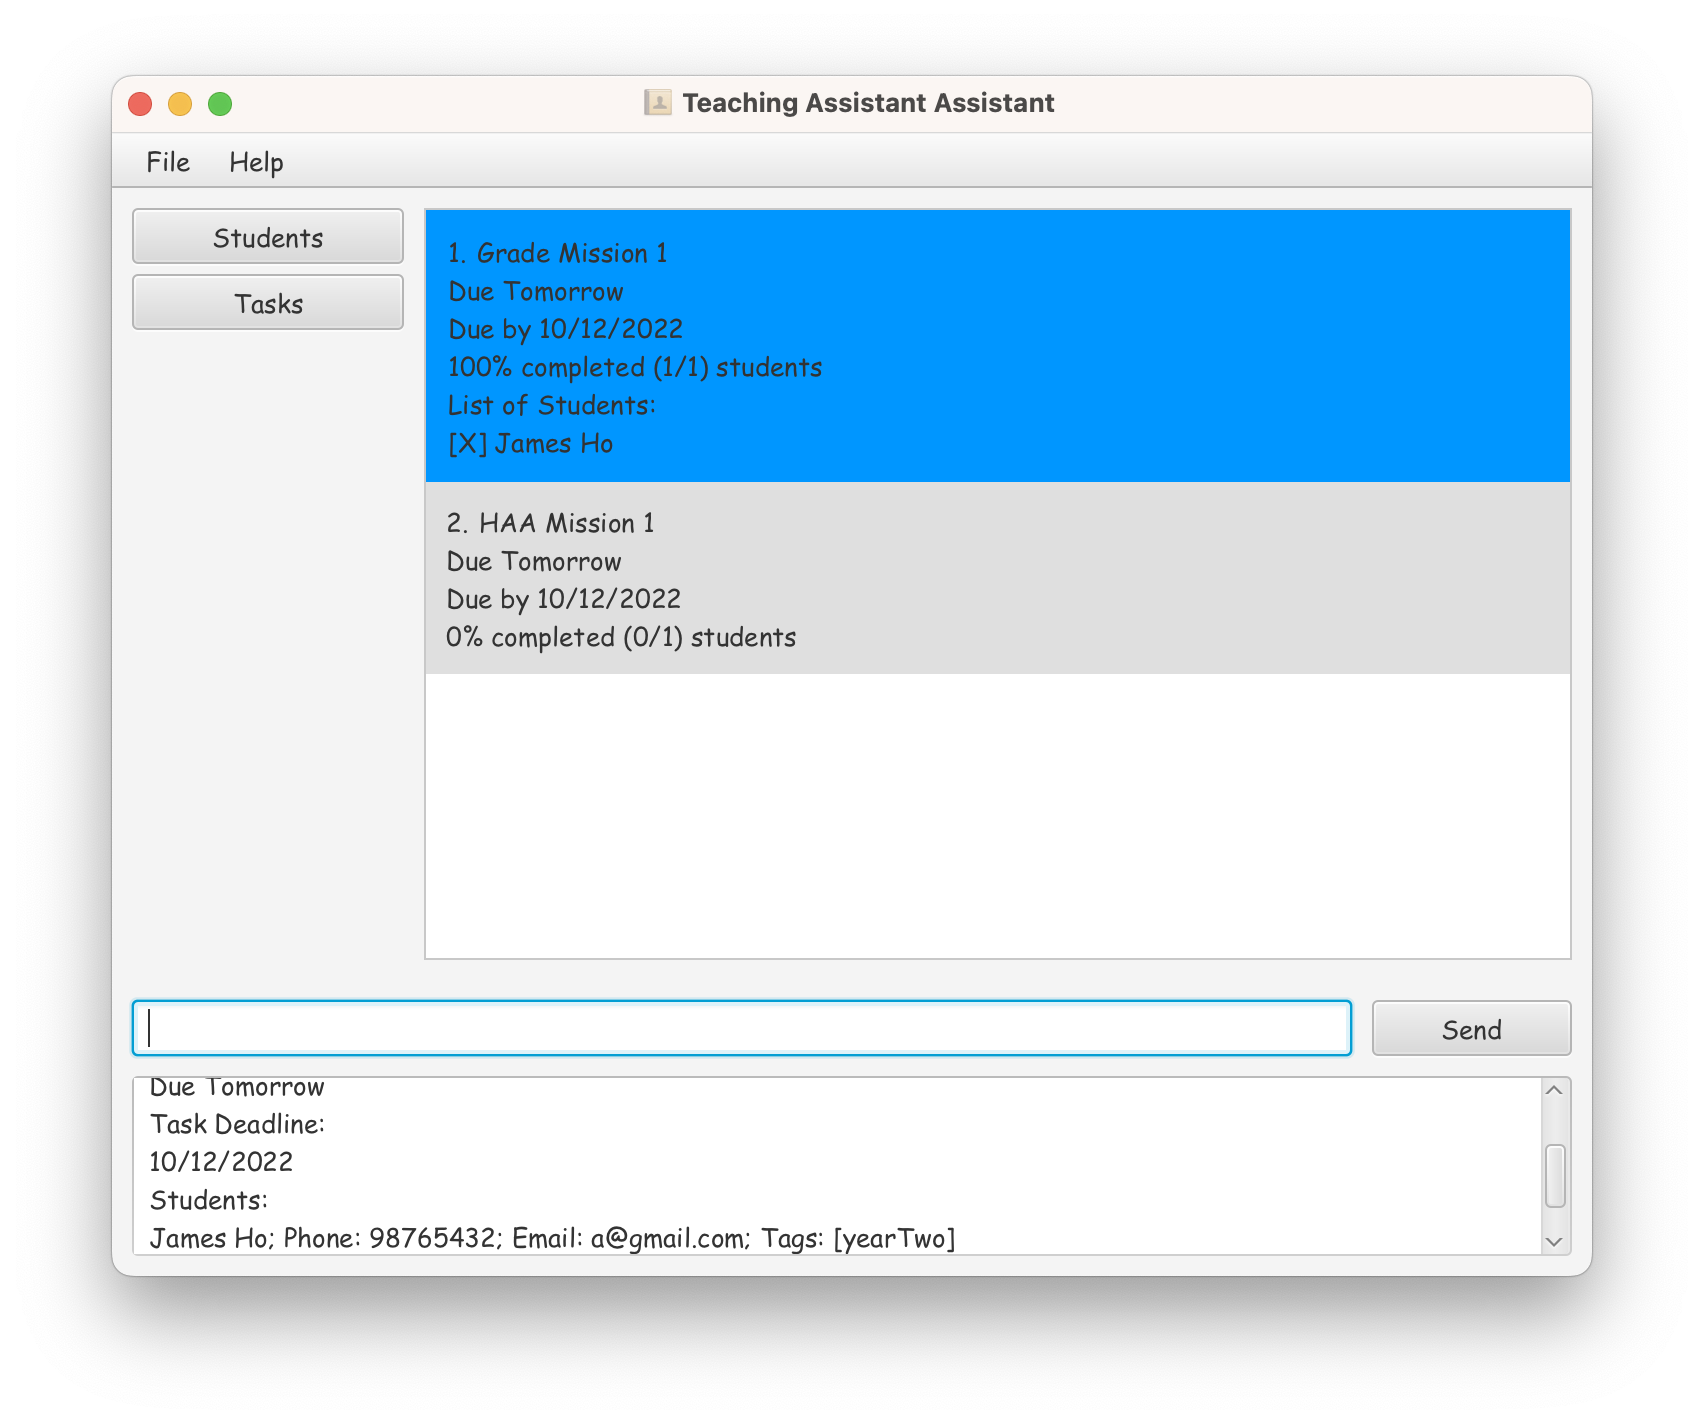 Teaching Assistant Assistant
File Help
Students
Tasks
1. Grade Mission 1
Due Tomorrow
Due by 10/12/2022
100% completed (1/1) students
List of Students:
[X] James Ho
2. HAA Mission 1
Due Tomorrow
Due by 10/12/2022
0% completed (0/1) students
Send
Due Tomorrow
Task Deadline:
10/12/2022
Students:
James Ho; Phone: 98765432; Email: a@gmail.com; Tags: [yearTwo]